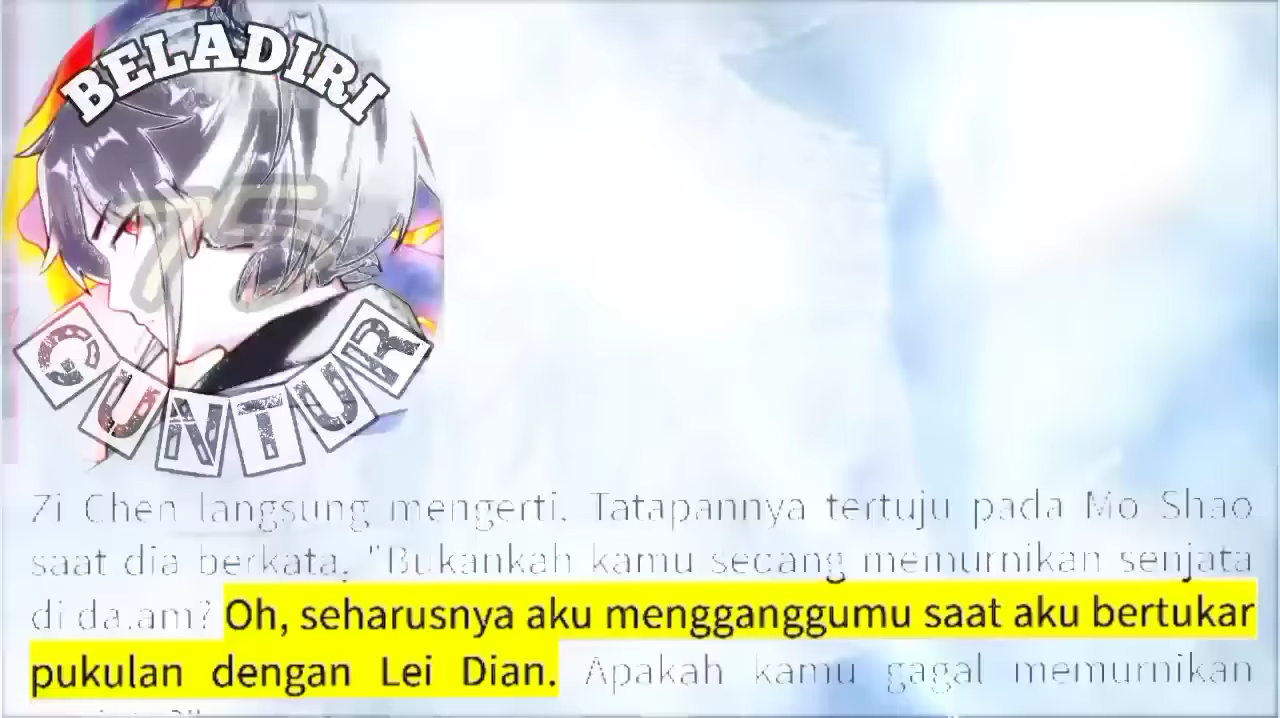 BELADIRI
GUNTUR
Zi Chen langsung mengerti. Tatapannya tertuju pada Mo Shao
saat dia berkata, "Bukankah kamu sedang memurnikan senjata
di dalam? Oh, seharusnya aku mengganggumu saat aku bertukar
pukulan dengan Lei Dian. Apakah kamu gagal memurnikan